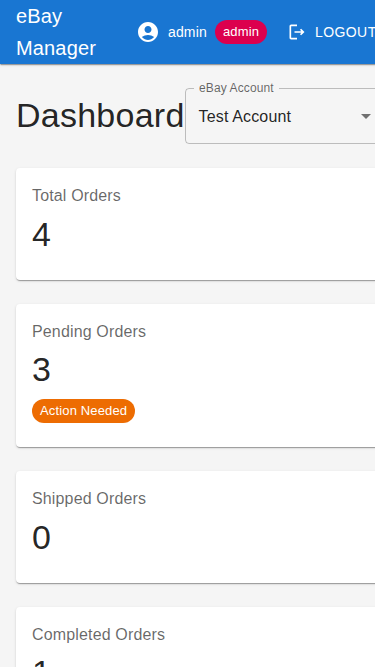 eBay
Manager
admin
admin
LOGOUT
Dashboard
eBay Account
Test Account
Total Orders
4
Pending Orders
3
Action Needed
Shipped Orders
0
Completed Orders
1